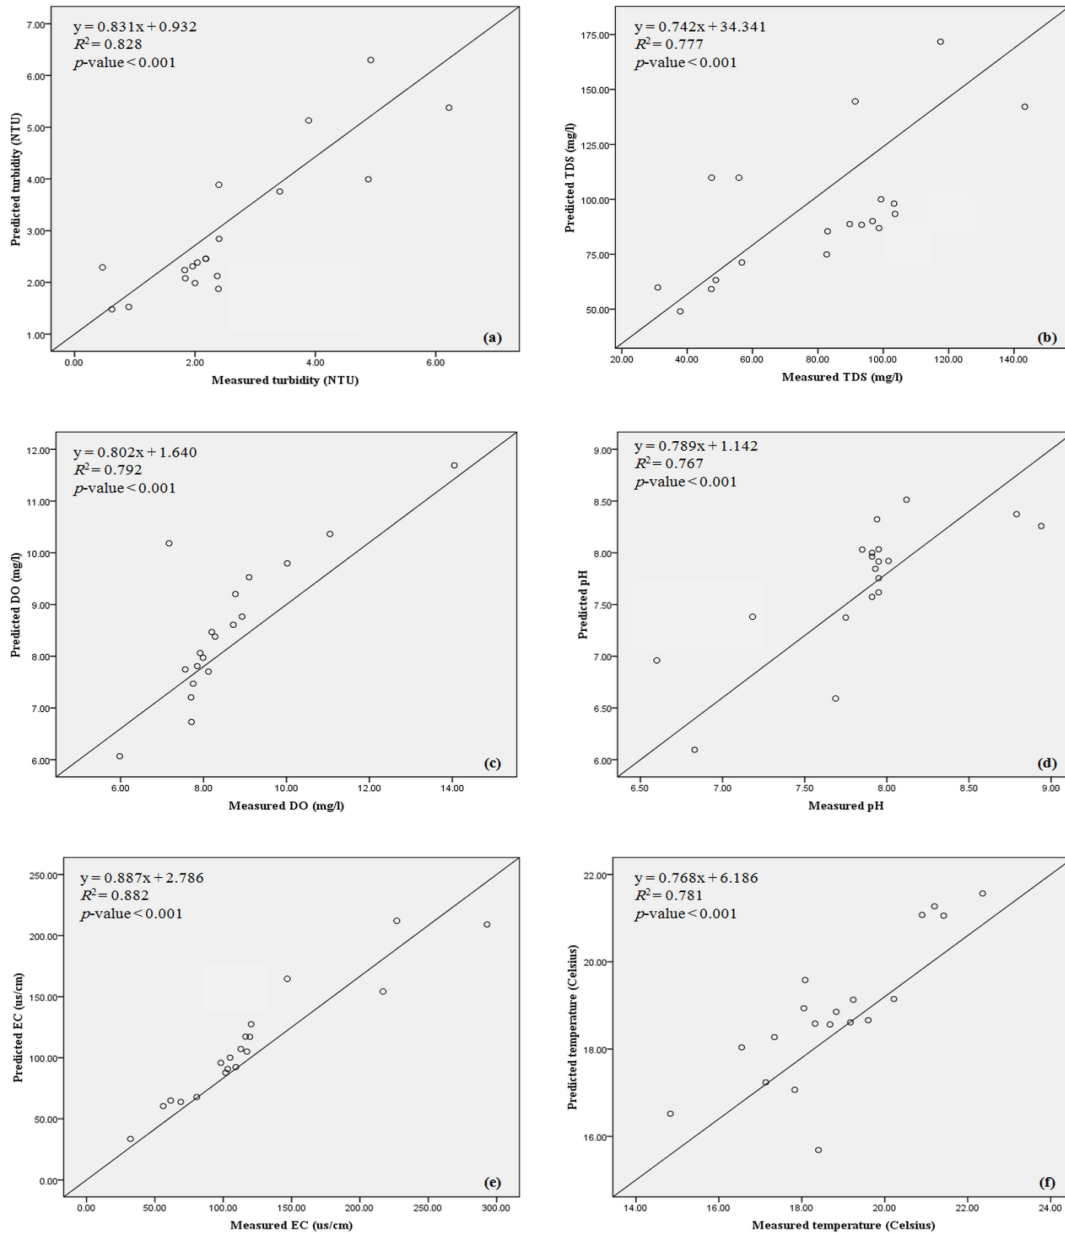 y = 0.831x + 0.932
R² = 0.828
p-value < 0.001
7.00
6.00
5.00
4.00
3.00
2.00
1.00
Predicted turbidity (NTU)
(a)
0.00 2.00 4.00 6.00
Measured turbidity (NTU)
y = 0.742x + 34.341
R² = 0.777
p-value < 0.001
175.00
150.00
125.00
100.00
75.00
50.00
Predicted TDS (mg/l)
(b)
20.00 40.00 60.00 80.00 100.00 120.00 140.00
Measured TDS (mg/l)
y = 0.802x + 1.640
R² = 0.792
p-value < 0.001
12.00
11.00
10.00
9.00
8.00
7.00
6.00
Predicted DO (mg/l)
(c)
6.00 8.00 10.00 12.00 14.00
Measured DO (mg/l)
y = 0.789x + 1.142
R² = 0.767
p-value < 0.001
9.00
8.50
8.00
7.50
7.00
6.50
6.00
Predicted pH
(d)
6.50 7.00 7.50 8.00 8.50 9.00
Measured pH
y = 0.887x + 2.786
R² = 0.882
p-value < 0.001
250.00
200.00
150.00
100.00
50.00
0.00
Predicted EC (us/cm)
(e)
0.00 50.00 100.00 150.00 200.00 250.00 300.00
Measured EC (us/cm)
y = 0.768x + 6.186
R² = 0.781
p-value < 0.001
22.00
20.00
18.00
16.00
Predicted temperature (Celsius)
(f)
14.00 16.00 18.00 20.00 22.00 24.00
Measured temperature (Celsius)